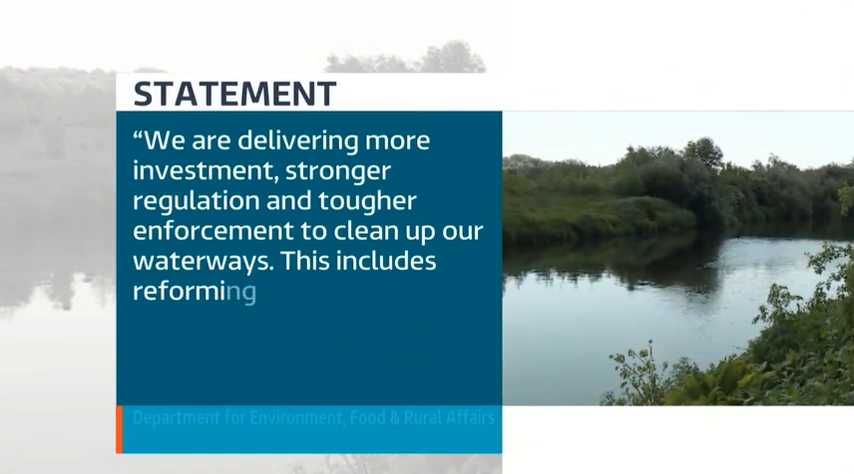 STATEMENT
“We are delivering more
investment, stronger
regulation and tougher
enforcement to clean up our
waterways. This includes
reforming
Department for Environment, Food & Rural Affairs